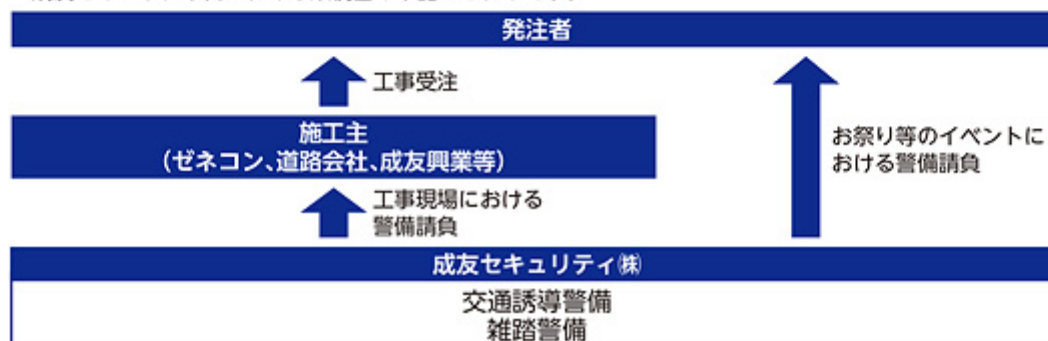 発注者
工事受注
施工主
(ゼネコン、道路会社、成友興業等)
お祭り等のイベントに
おける警備請負
工事現場における
警備請負
成友セキュリティ㈱
交通誘導警備
雑踏警備